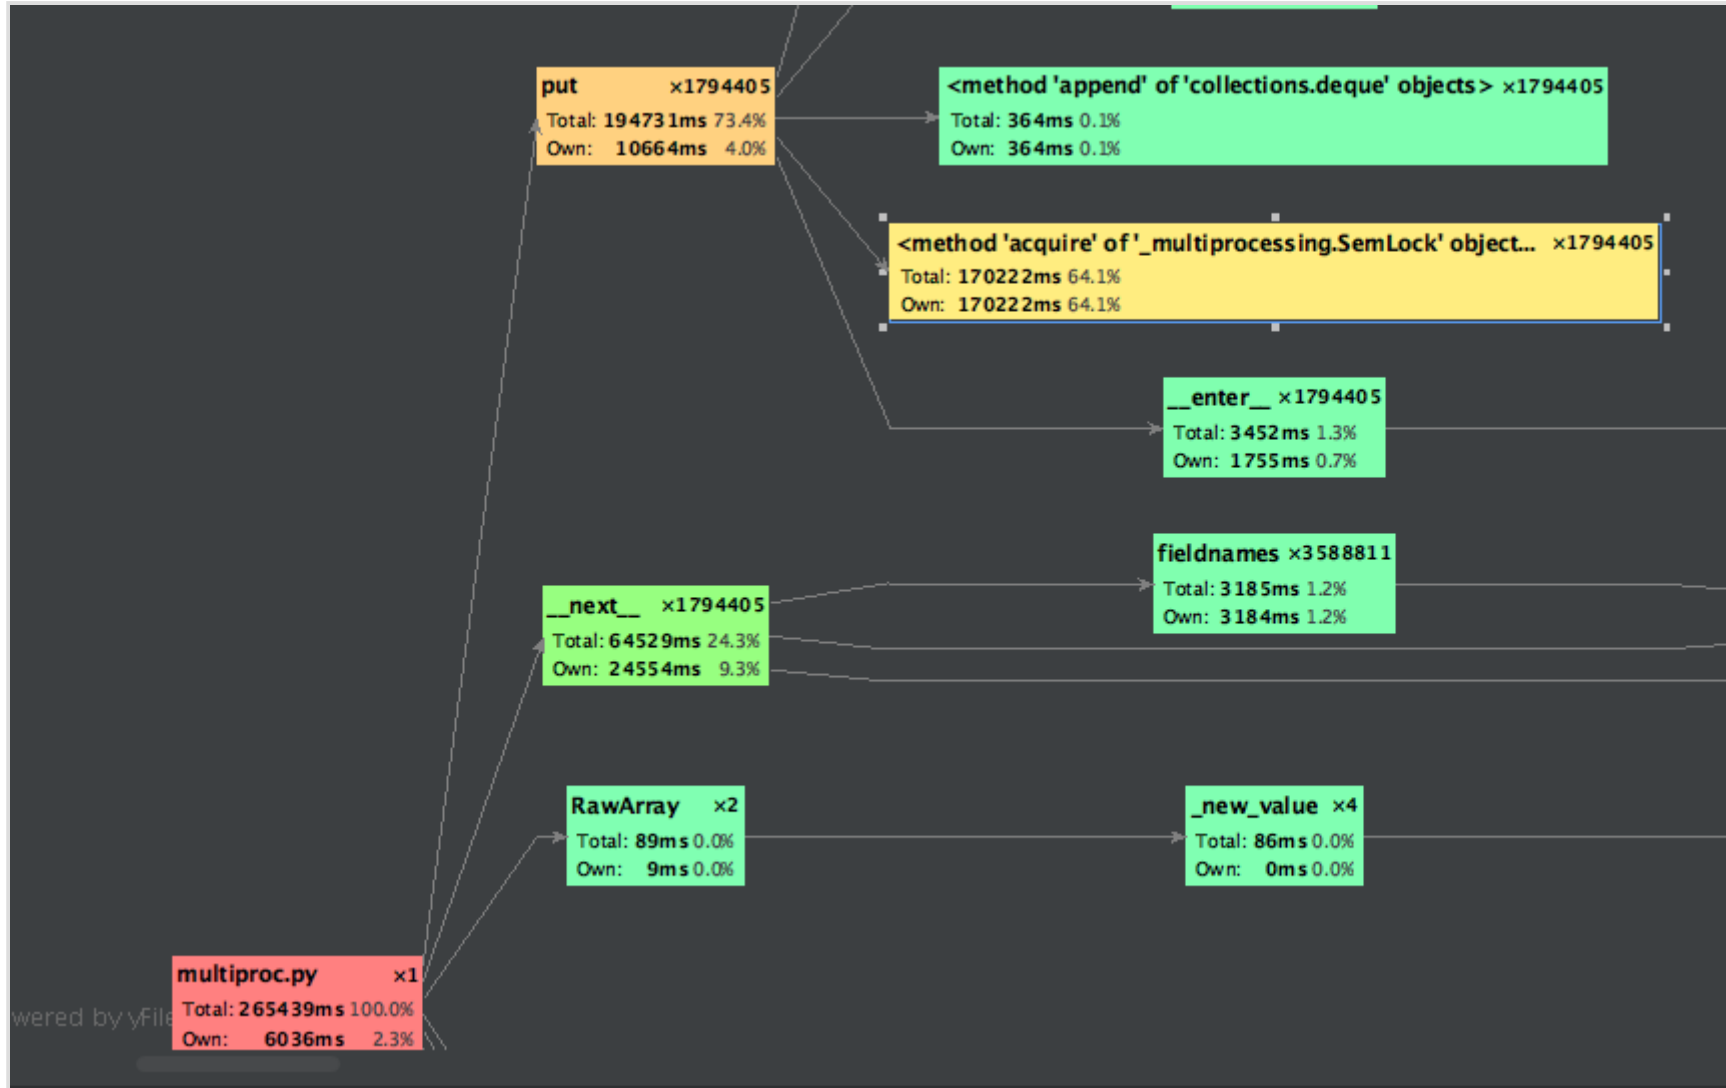 put ×1794405
Total: 194731ms 73.4%
Own: 10664ms 4.0%
<method 'append' of 'collections.deque' objects> ×1794405
Total: 364ms 0.1%
Own: 364ms 0.1%
<method 'acquire' of '_multiprocessing.SemLock' object... ×1794405
Total: 170222ms 64.1%
Own: 170222ms 64.1%
__enter__ ×1794405
Total: 3452ms 1.3%
Own: 1755ms 0.7%
fieldnames ×3588811
Total: 3185ms 1.2%
Own: 3184ms 1.2%
__next__ ×1794405
Total: 64529ms 24.3%
Own: 24554ms 9.3%
RawArray ×2
Total: 89ms 0.0%
Own: 9ms 0.0%
_new_value ×4
Total: 86ms 0.0%
Own: 0ms 0.0%
multiproc.py ×1
Total: 265439ms 100.0%
Own: 6036ms 2.3%
wered by yFile